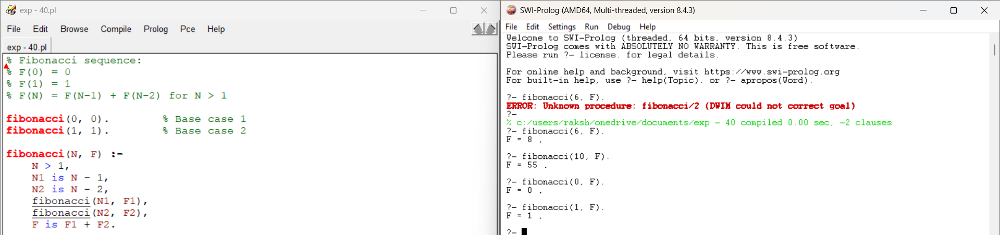 exp - 40.pl
File Edit Browse Compile Prolog Pce Help
exp - 40.pl
% Fibonacci sequence:
% F(0) = 0
% F(1) = 1
% F(N) = F(N-1) + F(N-2) for N > 1
fibonacci(0, 0). % Base case 1
fibonacci(1, 1). % Base case 2
fibonacci(N, F) :-
N > 1,
N1 is N - 1,
N2 is N - 2,
fibonacci(N1, F1),
fibonacci(N2, F2),
F is F1 + F2.
SWI-Prolog (AMD64, Multi-threaded, version 8.4.3)
File Edit Settings Run Debug Help
Welcome to SWI-Prolog (threaded, 64 bits, version 8.4.3)
SWI-Prolog comes with ABSOLUTELY NO WARRANTY. This is free software.
Please run ?- license. for legal details.
For online help and background, visit https://www.swi-prolog.org
For built-in help, use ?- help(Topic). or ?- apropos(Word).
?- fibonacci(6, F).
ERROR: Unknown procedure: fibonacci/2 (DWIM could not correct goal)
?-
% c:/users/raksh/onedrive/documents/exp - 40 compiled 0.00 sec, -2 clauses
?- fibonacci(6, F).
F = 8 .
?- fibonacci(10, F).
F = 55 .
?- fibonacci(0, F).
F = 0 .
?- fibonacci(1, F).
F = 1 .
?-